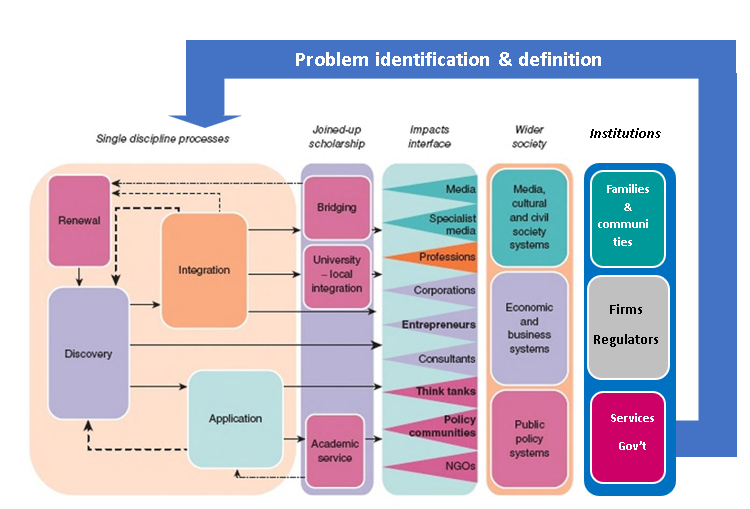 Problem identification & definition
Single discipline processes
Joined-up
scholarship
Impacts
interface
Wider
society
Institutions
Renewal
Integration
Discovery
Application
Bridging
University
– local
integration
Academic
service
Media
Specialist
media
Professions
Corporations
Entrepreneurs
Consultants
Think tanks
Policy
communities
NGOs
Media,
cultural
and civil
society
systems
Economic
and
business
systems
Public
policy
systems
Families
&
communi
ties
Firms
Regulators
Services
Gov't